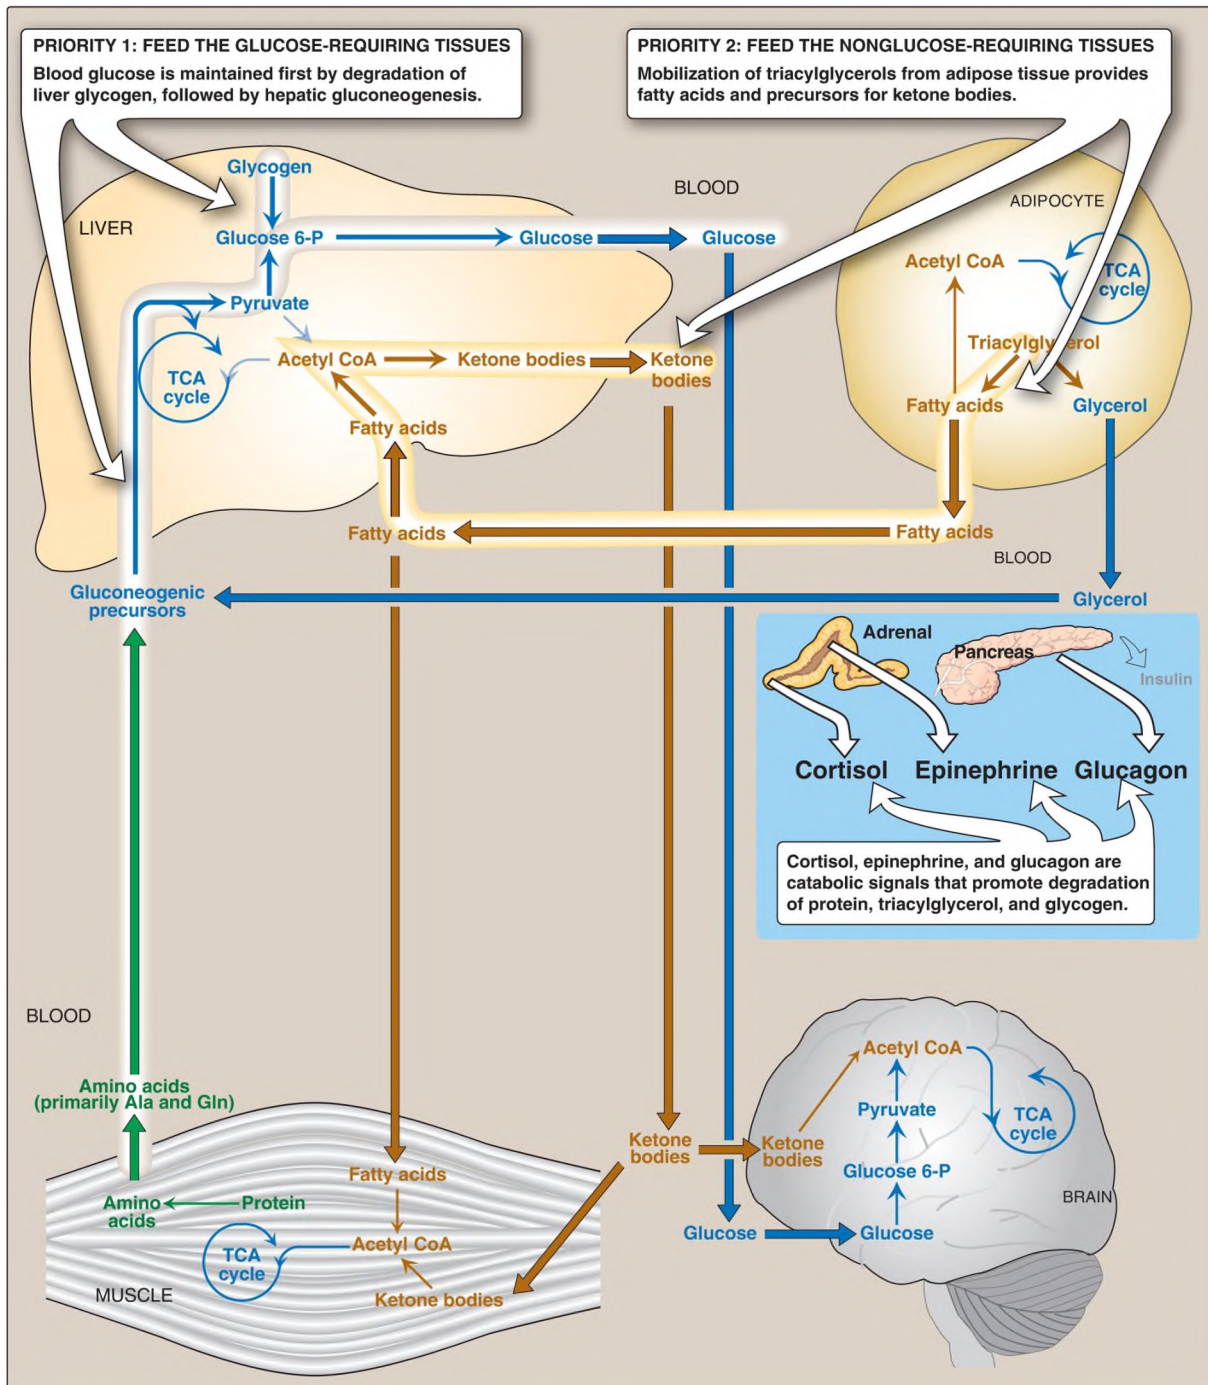 PRIORITY 1: FEED THE GLUCOSE-REQUIRING TISSUES
Blood glucose is maintained first by degradation of
liver glycogen, followed by hepatic gluconeogenesis.
PRIORITY 2: FEED THE NONGLUCOSE-REQUIRING TISSUES
Mobilization of triacylglycerols from adipose tissue provides
fatty acids and precursors for ketone bodies.
LIVER
Glycogen
Glucose 6-P
Glucose
Pyruvate
TCA
cycle
Acetyl CoA
Ketone bodies
Fatty acids
BLOOD
Glucose
Ketone
bodies
ADIPOCYTE
Acetyl CoA
TCA
cycle
Triacylglycerol
Fatty acids
Glycerol
Fatty acids
Fatty acids
BLOOD
Gluconeogenic
precursors
Glycerol
Adrenal
Pancreas
Insulin
Cortisol
Epinephrine
Glucagon
Cortisol, epinephrine, and glucagon are
catabolic signals that promote degradation
of protein, triacylglycerol, and glycogen.
BLOOD
Amino acids
(primarily Ala and Gln)
Amino
acids
Protein
Fatty acids
Acetyl CoA
TCA
cycle
Ketone bodies
MUSCLE
Ketone
bodies
Glucose
Ketone
bodies
Acetyl CoA
Pyruvate
TCA
cycle
Glucose 6-P
Glucose
BRAIN